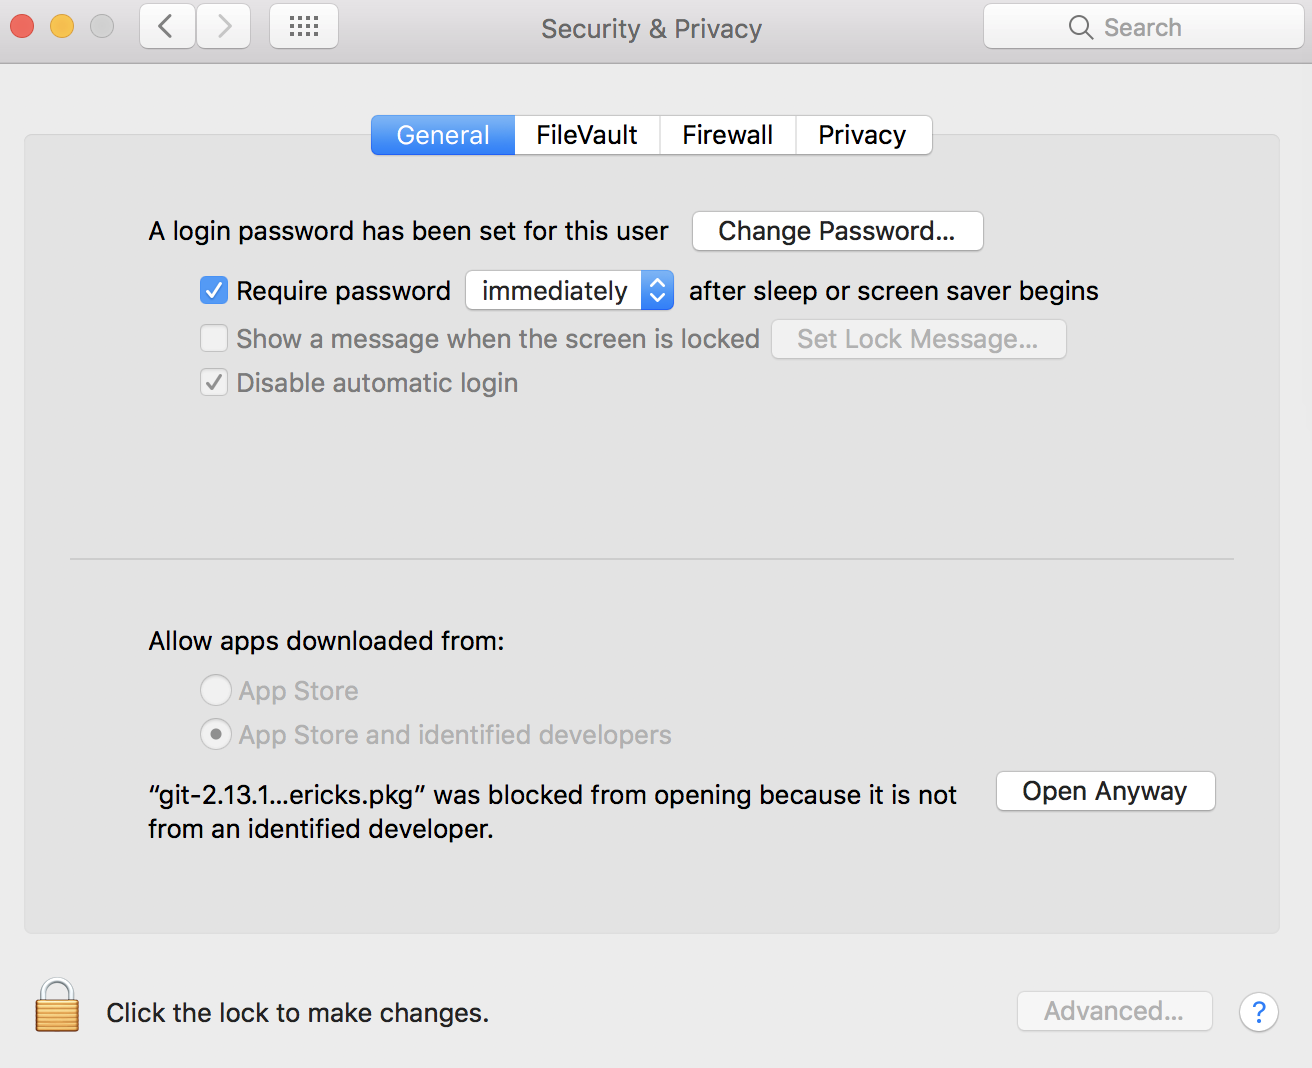 Security & Privacy
Search
General
FileVault
Firewall
Privacy
A login password has been set for this user
Change Password...
Require password
immediately
after sleep or screen saver begins
Show a message when the screen is locked
Set Lock Message...
Disable automatic login
Allow apps downloaded from:
App Store
App Store and identified developers
“git-2.13.1...ericks.pkg” was blocked from opening because it is not
from an identified developer.
Open Anyway
Click the lock to make changes.
Advanced...
?